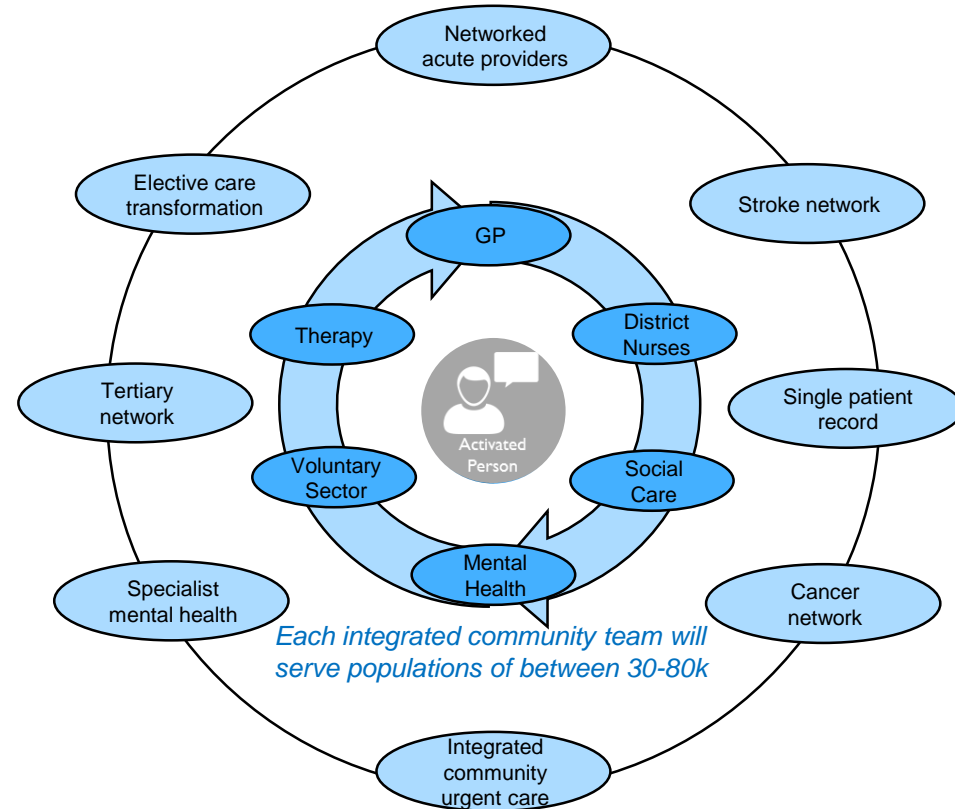 Networked
acute providers
Elective care
transformation
Stroke network
GP
Therapy
District
Nurses
Activated
Person
Tertiary
network
Single patient
record
Voluntary
Sector
Social
Care
Mental
Health
Specialist
mental health
Cancer
network
Each integrated community team will
serve populations of between 30-80k
Integrated
community
urgent care